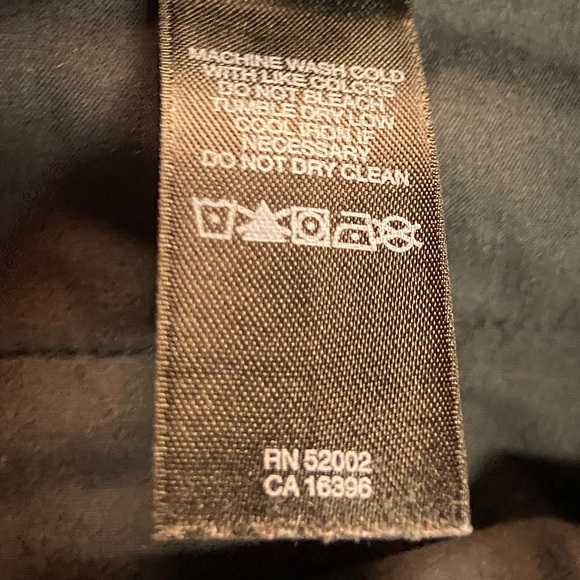 MACHINE WASH COLD
WITH LIKE COLORS
DO NOT BLEACH
TUMBLE DRY LOW
COOL IRON IF
NECESSARY
DO NOT DRY CLEAN
RN 52002
CA 16396